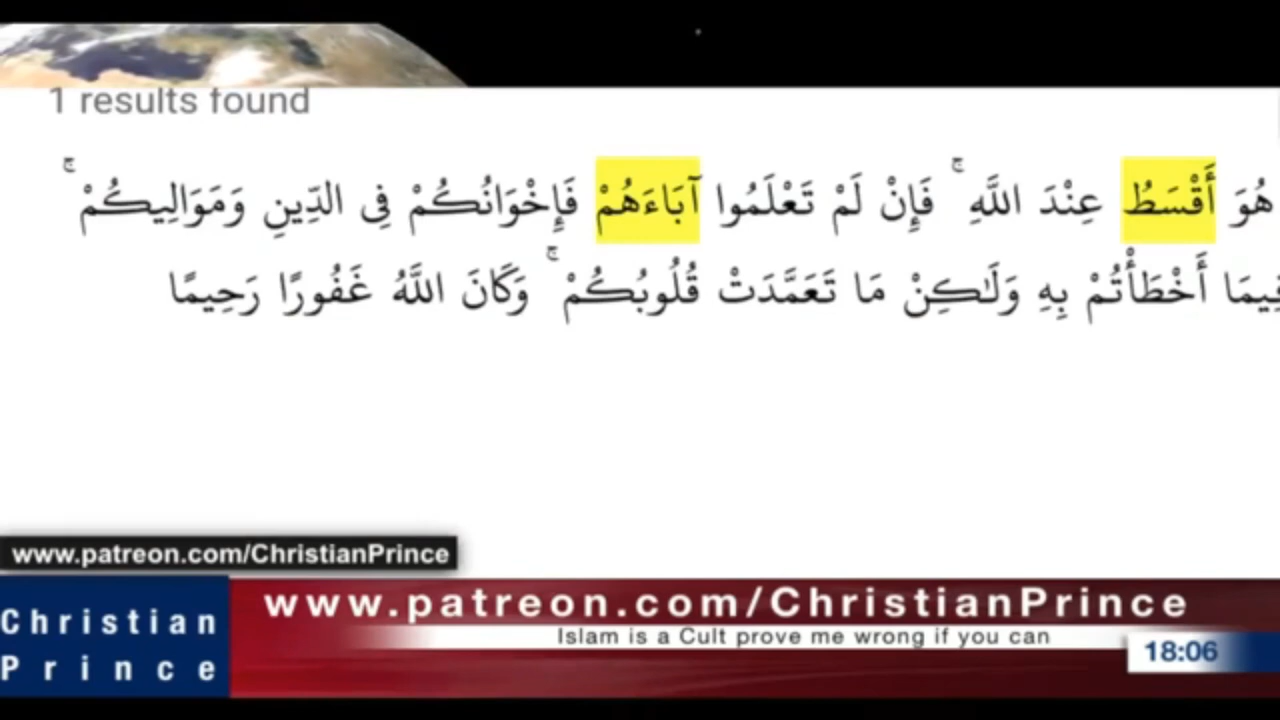 1 results found
هُوَ أَقْسَطُ عِنْدَ اللَّهِ ۚ فَإِنْ لَمْ تَعْلَمُوا آبَاءَهُمْ فَإِخْوَانُكُمْ فِي الدِّينِ وَمَوَالِيكُمْ ۚ
فِيمَا أَخْطَأْتُمْ بِهِ وَلَٰكِنْ مَا تَعَمَّدَتْ قُلُوبُكُمْ ۚ وَكَانَ اللَّهُ غَفُورًا رَحِيمًا
www.patreon.com/ChristianPrince
Christian
Prince
www.patreon.com/ChristianPrince
Islam is a Cult prove me wrong if you can
18:06